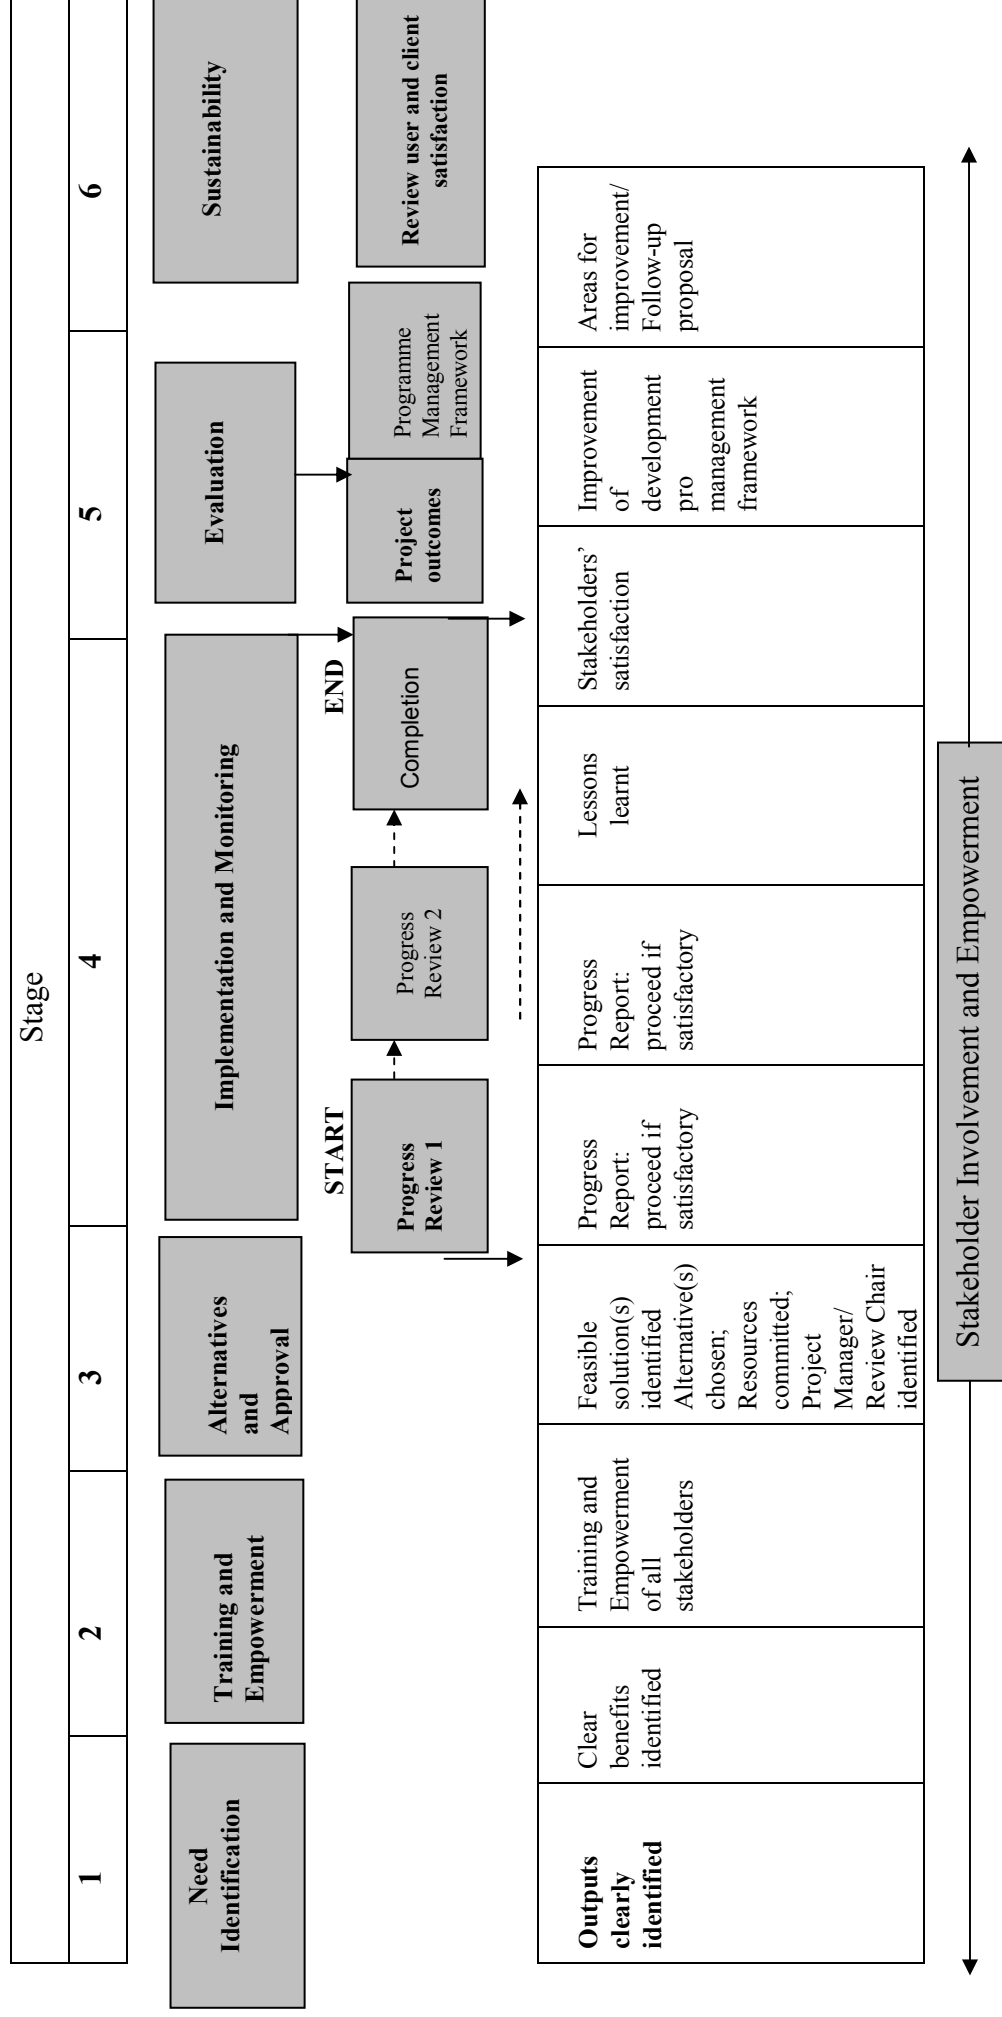 Stage
1
2
3
4
5
6
Need
Identification
Training and
Empowerment
Alternatives
and
Approval
Implementation and Monitoring
Evaluation
Sustainability
START
END
Progress
Review 1
Progress
Review 2
Completion
Project
outcomes
Programme
Management
Framework
Review user and client
satisfaction
Outputs
clearly
identified
Clear
benefits
identified
Training and
Empowerment
of all
stakeholders
Feasible
solution(s)
identified
Alternative(s)
chosen;
Resources
committed;
Project
Manager/
Review Chair
identified
Progress
Report:
proceed if
satisfactory
Progress
Report:
proceed if
satisfactory
Lessons
learnt
Stakeholders’
satisfaction
Improvement
of
development
pro
management
framework
Areas for
improvement/
Follow-up
proposal
Stakeholder Involvement and Empowerment